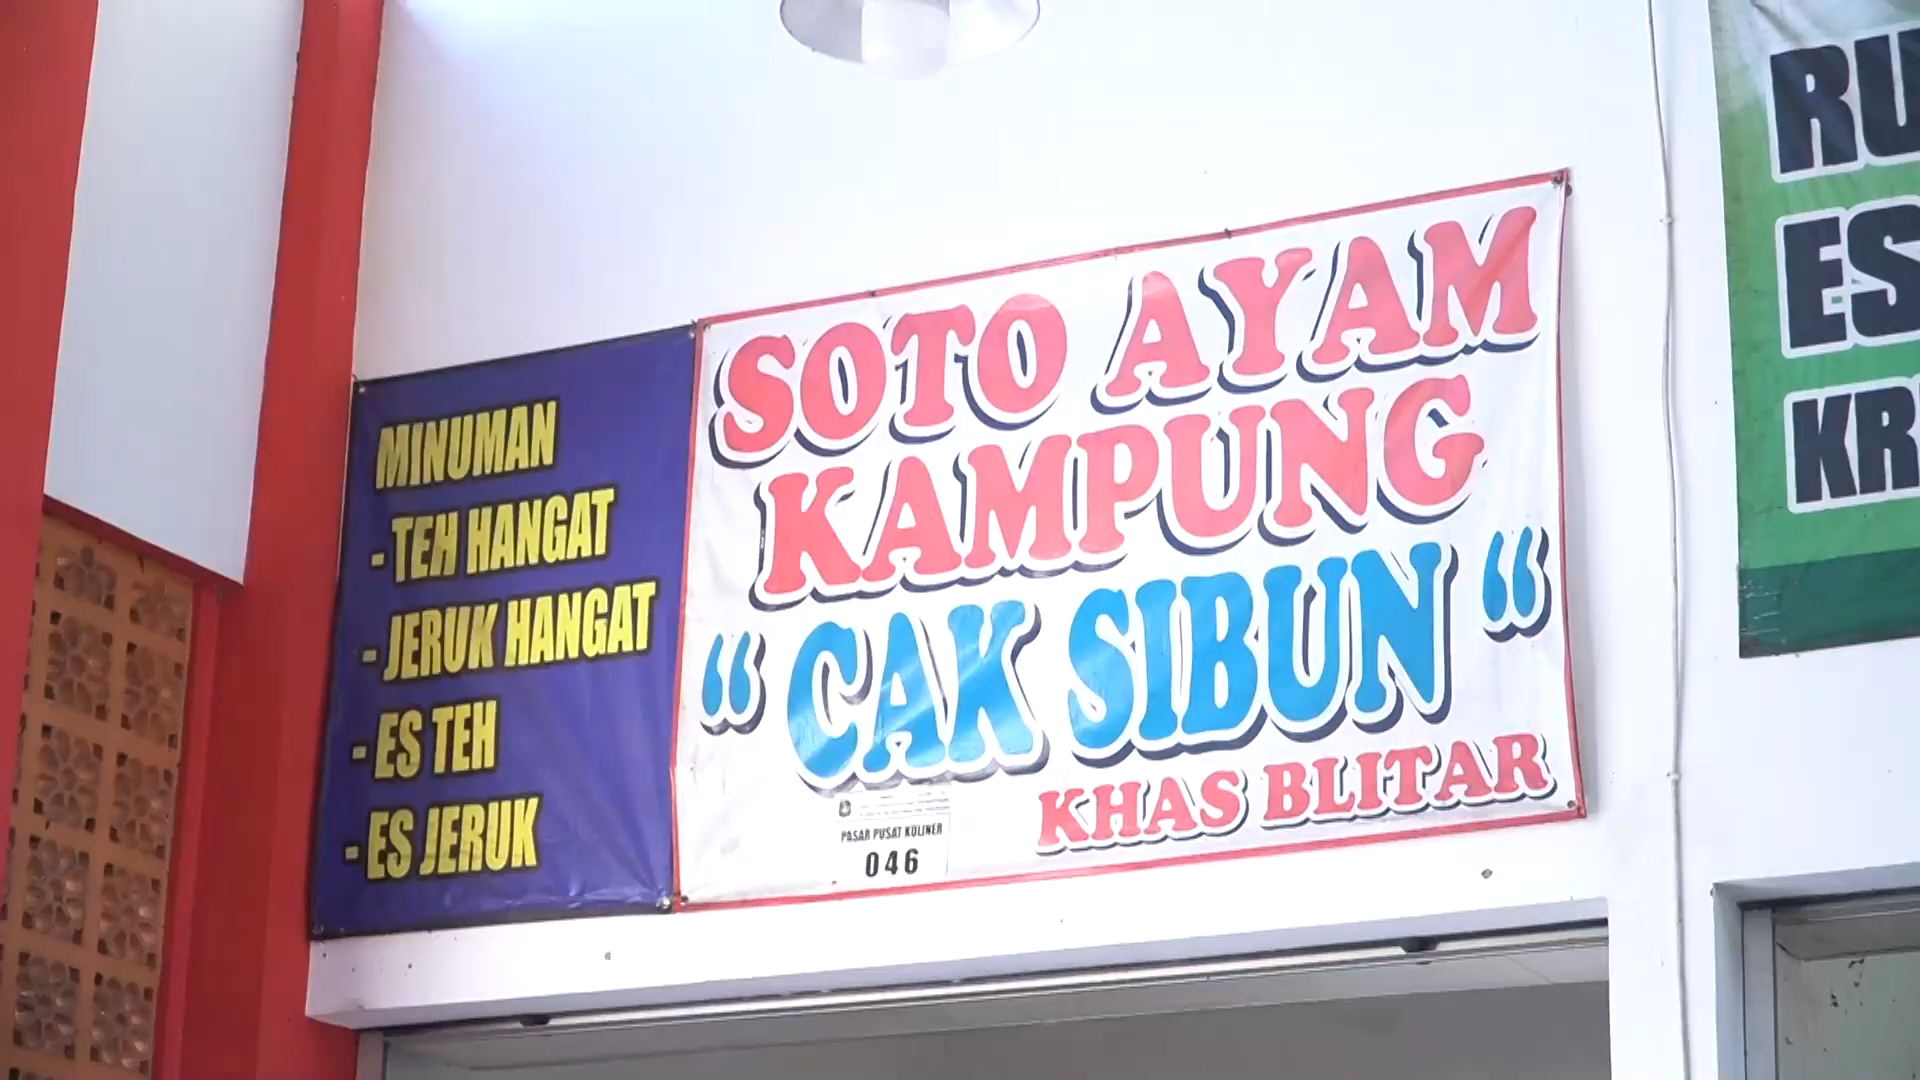 MINUMAN
- TEH HANGAT
- JERUK HANGAT
- ES TEH
- ES JERUK
SOTO AYAM
KAMPUNG
“ CAK SIBUN “
KHAS BLITAR
PASAR PUSAT KULINER
046
RU
ES
KR